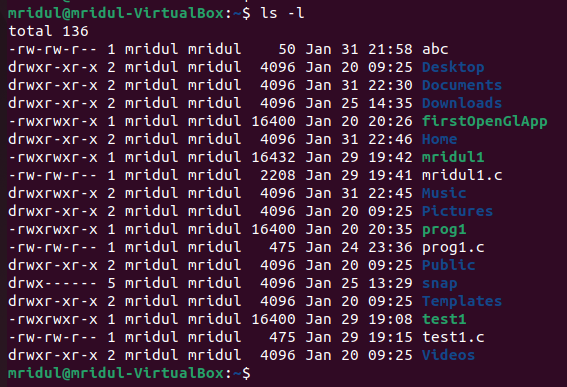 mridul@mridul-VirtualBox:~$ ls -l
total 136
-rw-rw-r-- 1 mridul mridul    50 Jan 31 21:58 abc
drwxr-xr-x 2 mridul mridul  4096 Jan 20 09:25 Desktop
drwxr-xr-x 2 mridul mridul  4096 Jan 31 22:30 Documents
drwxr-xr-x 2 mridul mridul  4096 Jan 25 14:35 Downloads
-rwxrwxr-x 1 mridul mridul 16400 Jan 20 20:26 firstOpenGlApp
drwxr-xr-x 2 mridul mridul  4096 Jan 31 22:46 Home
-rwxrwxr-x 1 mridul mridul 16432 Jan 29 19:42 mridul1
-rw-rw-r-- 1 mridul mridul  2208 Jan 29 19:41 mridul1.c
drwxr-xr-x 2 mridul mridul  4096 Jan 31 22:45 Music
drwxr-xr-x 2 mridul mridul  4096 Jan 20 09:25 Pictures
-rwxrwxr-x 1 mridul mridul 16400 Jan 20 20:35 prog1
-rw-rw-r-- 1 mridul mridul   475 Jan 24 23:36 prog1.c
drwxr-xr-x 2 mridul mridul  4096 Jan 20 09:25 Public
drwx------ 5 mridul mridul  4096 Jan 25 13:29 snap
drwxr-xr-x 2 mridul mridul  4096 Jan 20 09:25 Templates
-rwxrwxr-x 1 mridul mridul 16400 Jan 29 19:08 test1
-rw-rw-r-- 1 mridul mridul   475 Jan 29 19:15 test1.c
drwxr-xr-x 2 mridul mridul  4096 Jan 20 09:25 Videos
mridul@mridul-VirtualBox:~$